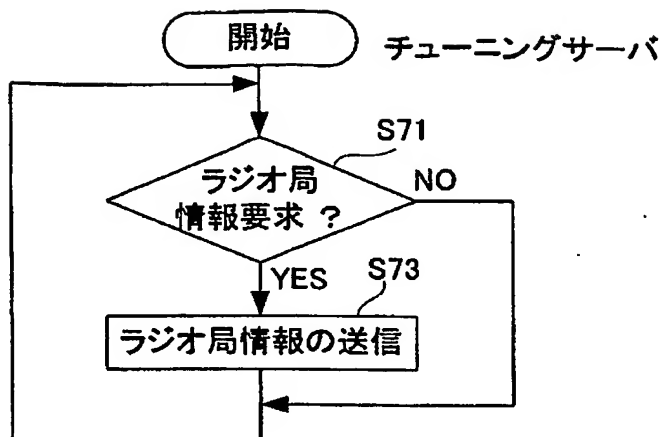 開始
チューニングサーバ
S71
ラジオ局
情報要求 ?
NO
YES
S73
ラジオ局情報の送信